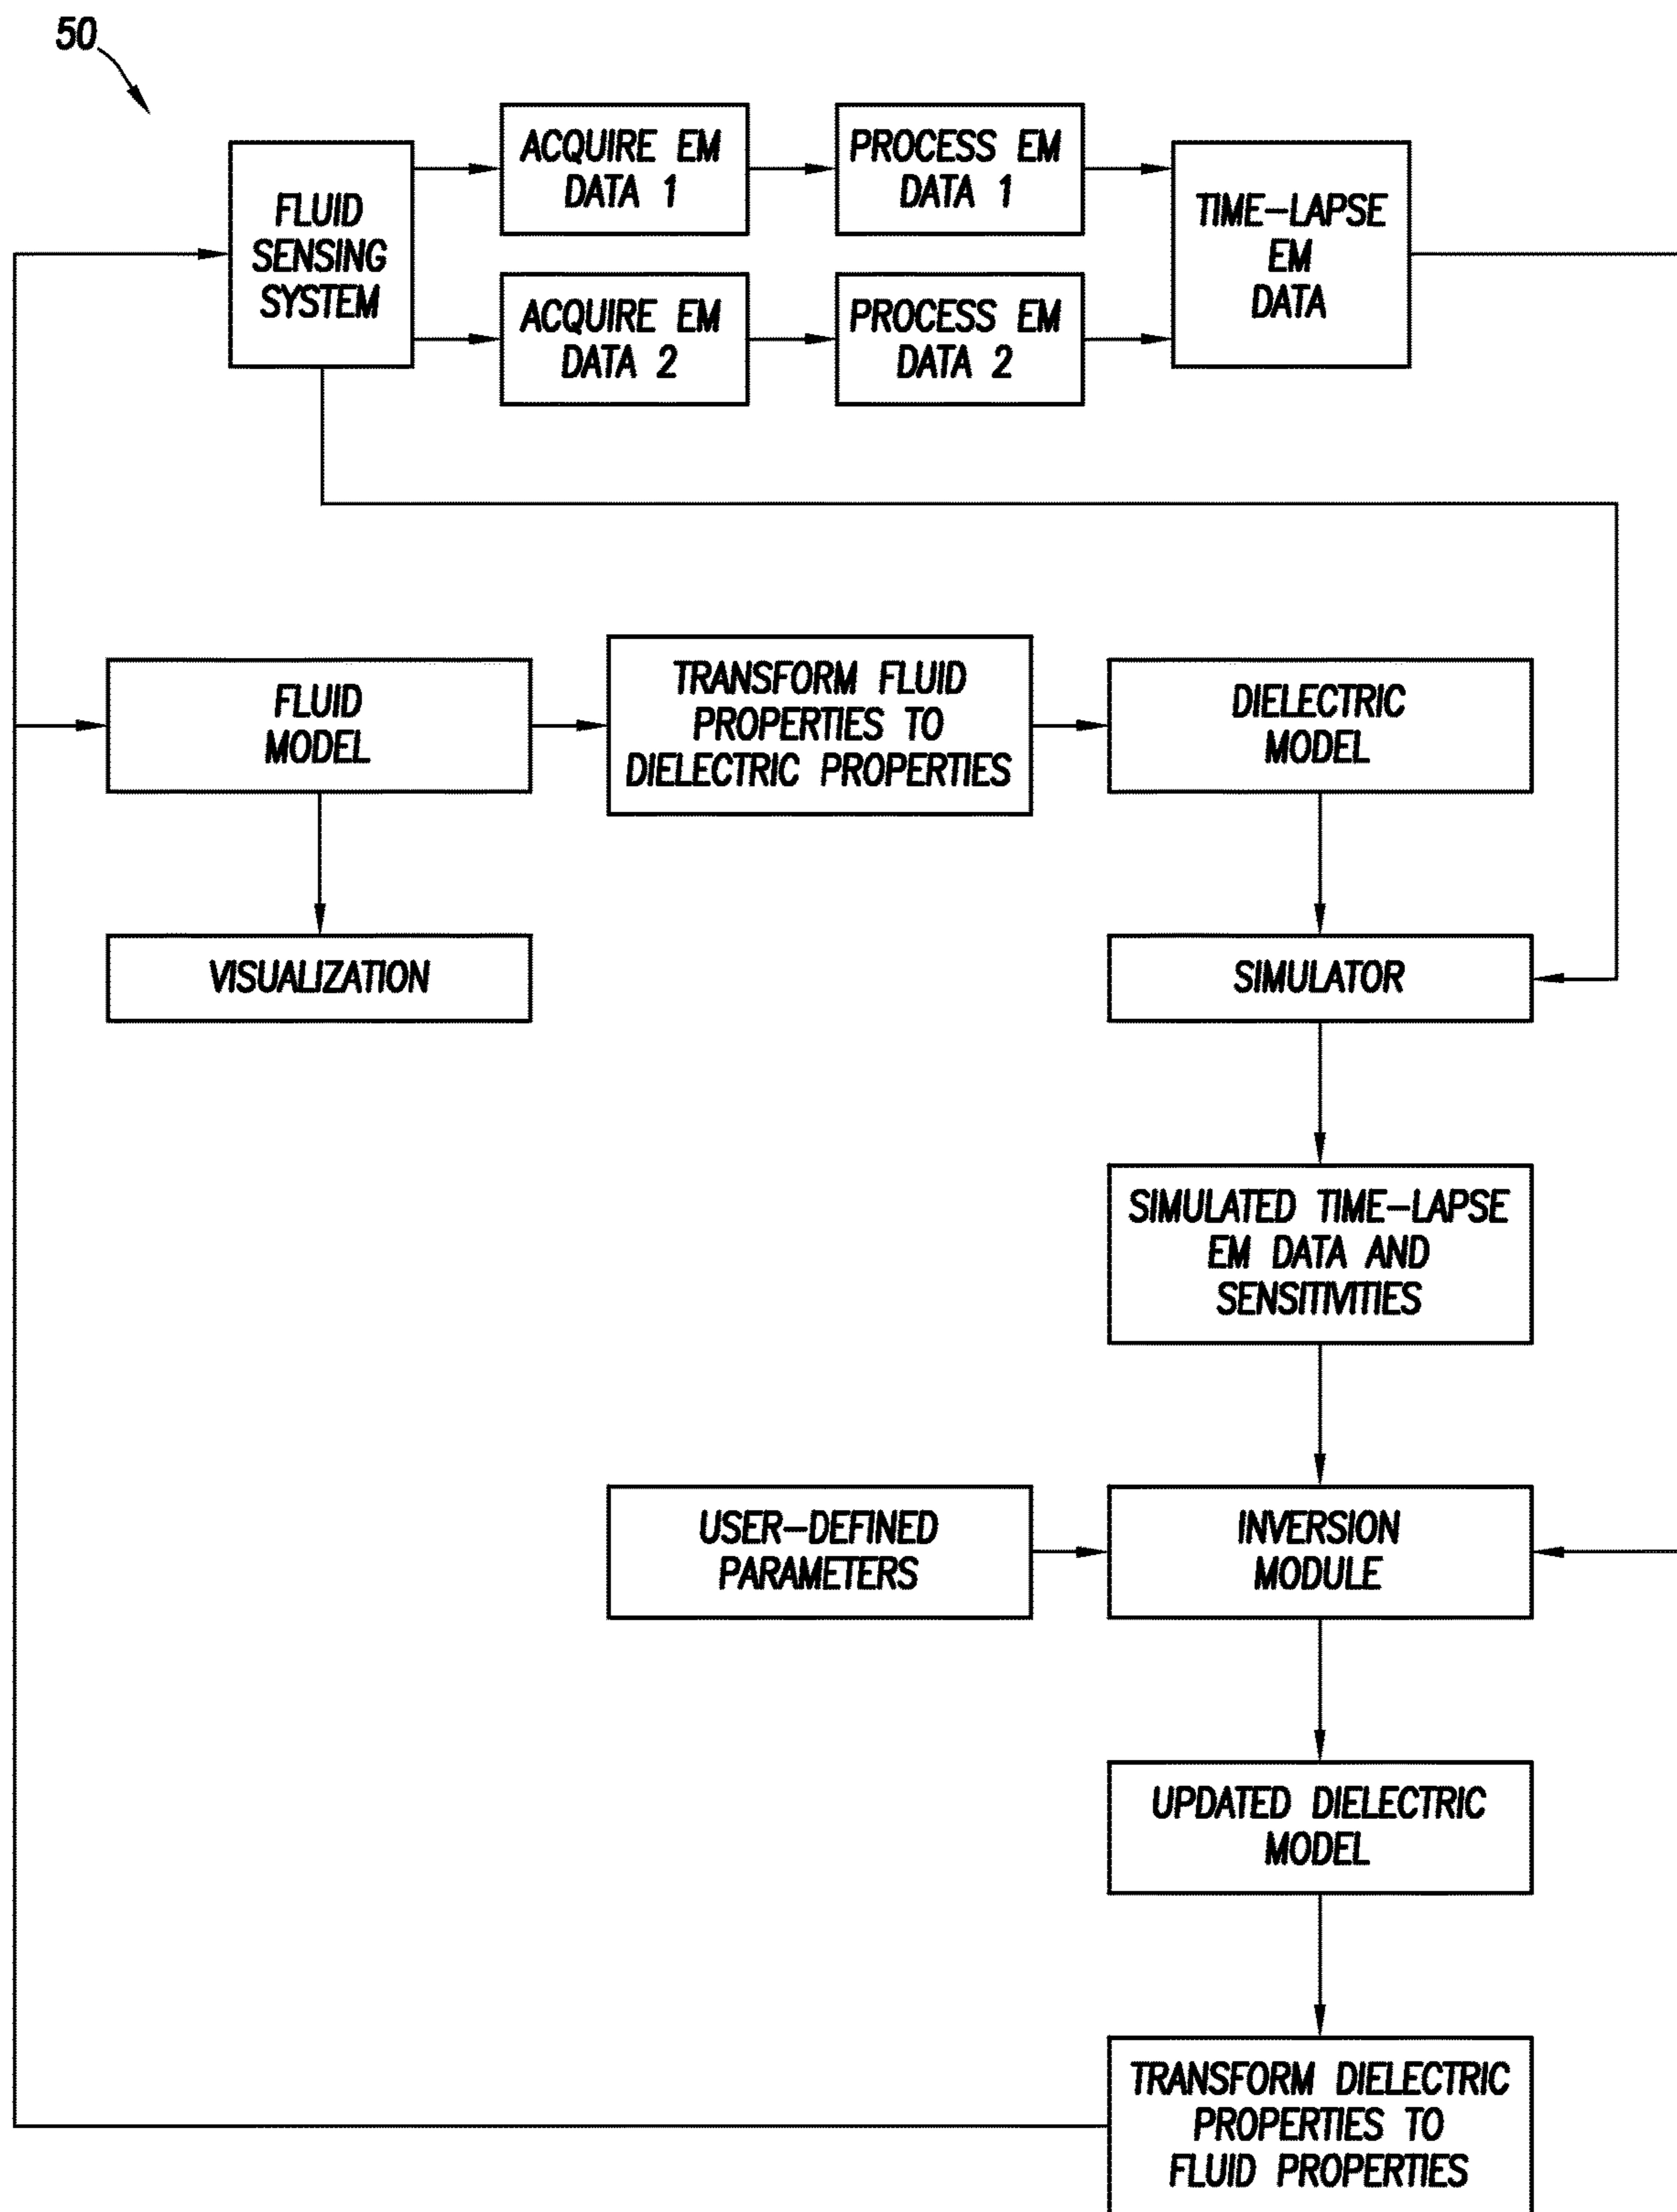 50
FLUID
SENSING
SYSTEM
ACQUIRE EM
DATA 1
PROCESS EM
DATA 1
ACQUIRE EM
DATA 2
PROCESS EM
DATA 2
TIME-LAPSE
EM
DATA
FLUID
MODEL
TRANSFORM FLUID
PROPERTIES TO
DIELECTRIC PROPERTIES
DIELECTRIC
MODEL
VISUALIZATION
SIMULATOR
SIMULATED TIME-LAPSE
EM DATA AND
SENSITIVITIES
USER-DEFINED
PARAMETERS
INVERSION
MODULE
UPDATED DIELECTRIC
MODEL
TRANSFORM DIELECTRIC
PROPERTIES TO
FLUID PROPERTIES